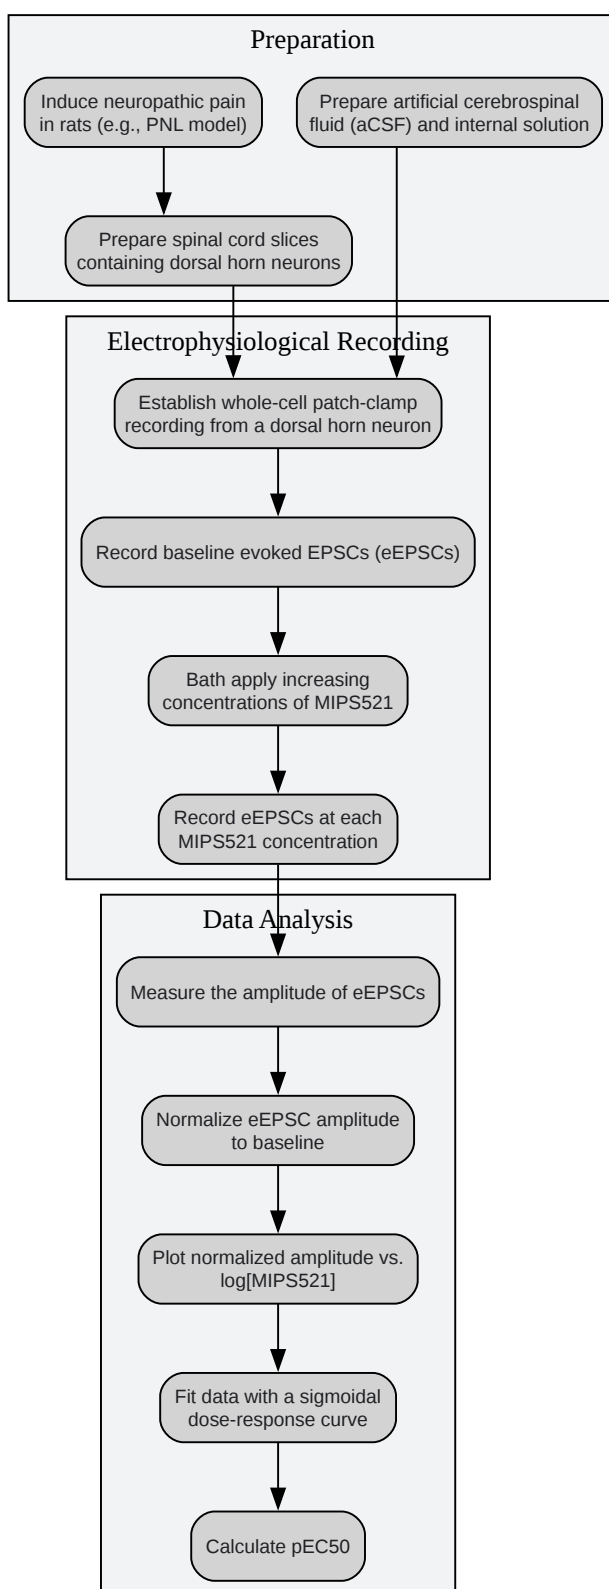 Preparation
Induce neuropathic pain
in rats (e.g., PNL model)
Prepare artificial cerebrospinal
fluid (aCSF) and internal solution
Prepare spinal cord slices
containing dorsal horn neurons
Electrophysiological Recording
Establish whole-cell patch-clamp
recording from a dorsal horn neuron
Record baseline evoked EPSCs (eEPSCs)
Bath apply increasing
concentrations of MIPS521
Record eEPSCs at each
MIPS521 concentration
Data Analysis
Measure the amplitude of eEPSCs
Normalize eEPSC amplitude
to baseline
Plot normalized amplitude vs.
log[MIPS521]
Fit data with a sigmoidal
dose-response curve
Calculate pEC50